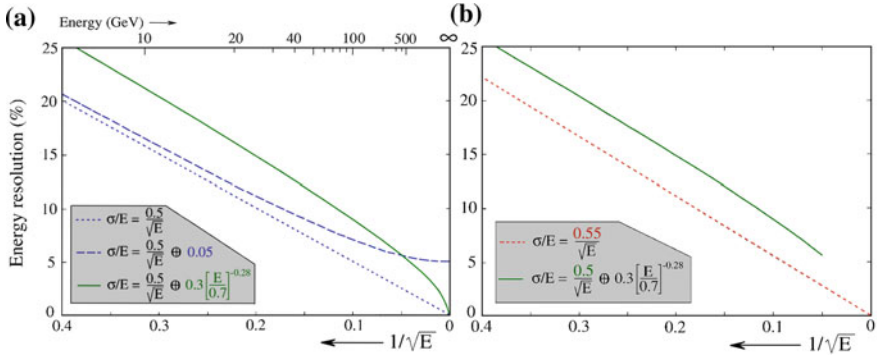 (a)
Energy (GeV) →
10 20 40 100 500 ∞
25
20
15
10
5
0
Energy resolution (%)
σ/E = 0.5/√E
σ/E = 0.5/√E ⊕ 0.05
σ/E = 0.5/√E ⊕ 0.3[E/0.7]^-0.28
0.4 0.3 0.2 0.1 0
← 1/√E
(b)
25
20
15
10
5
0
σ/E = 0.55/√E
σ/E = 0.5/√E ⊕ 0.3[E/0.7]^-0.28
0.4 0.3 0.2 0.1 0
← 1/√E